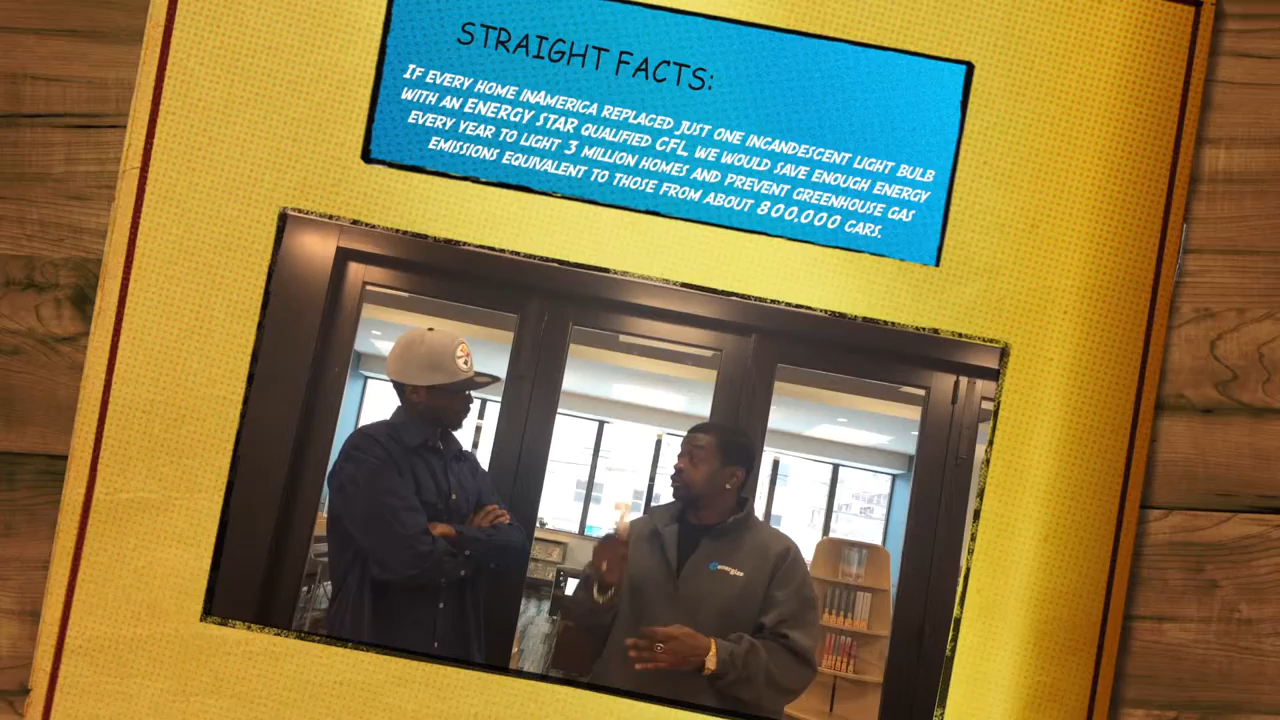 STRAIGHT FACTS:
IF EVERY HOME INAMERICA REPLACED JUST ONE INCANDESCENT LIGHT BULB
WITH AN ENERGY STAR QUALIFIED CFL, WE WOULD SAVE ENOUGH ENERGY
EVERY YEAR TO LIGHT 3 MILLION HOMES AND PREVENT GREENHOUSE GAS
EMISSIONS EQUIVALENT TO THOSE FROM ABOUT 800,000 CARS.
energize